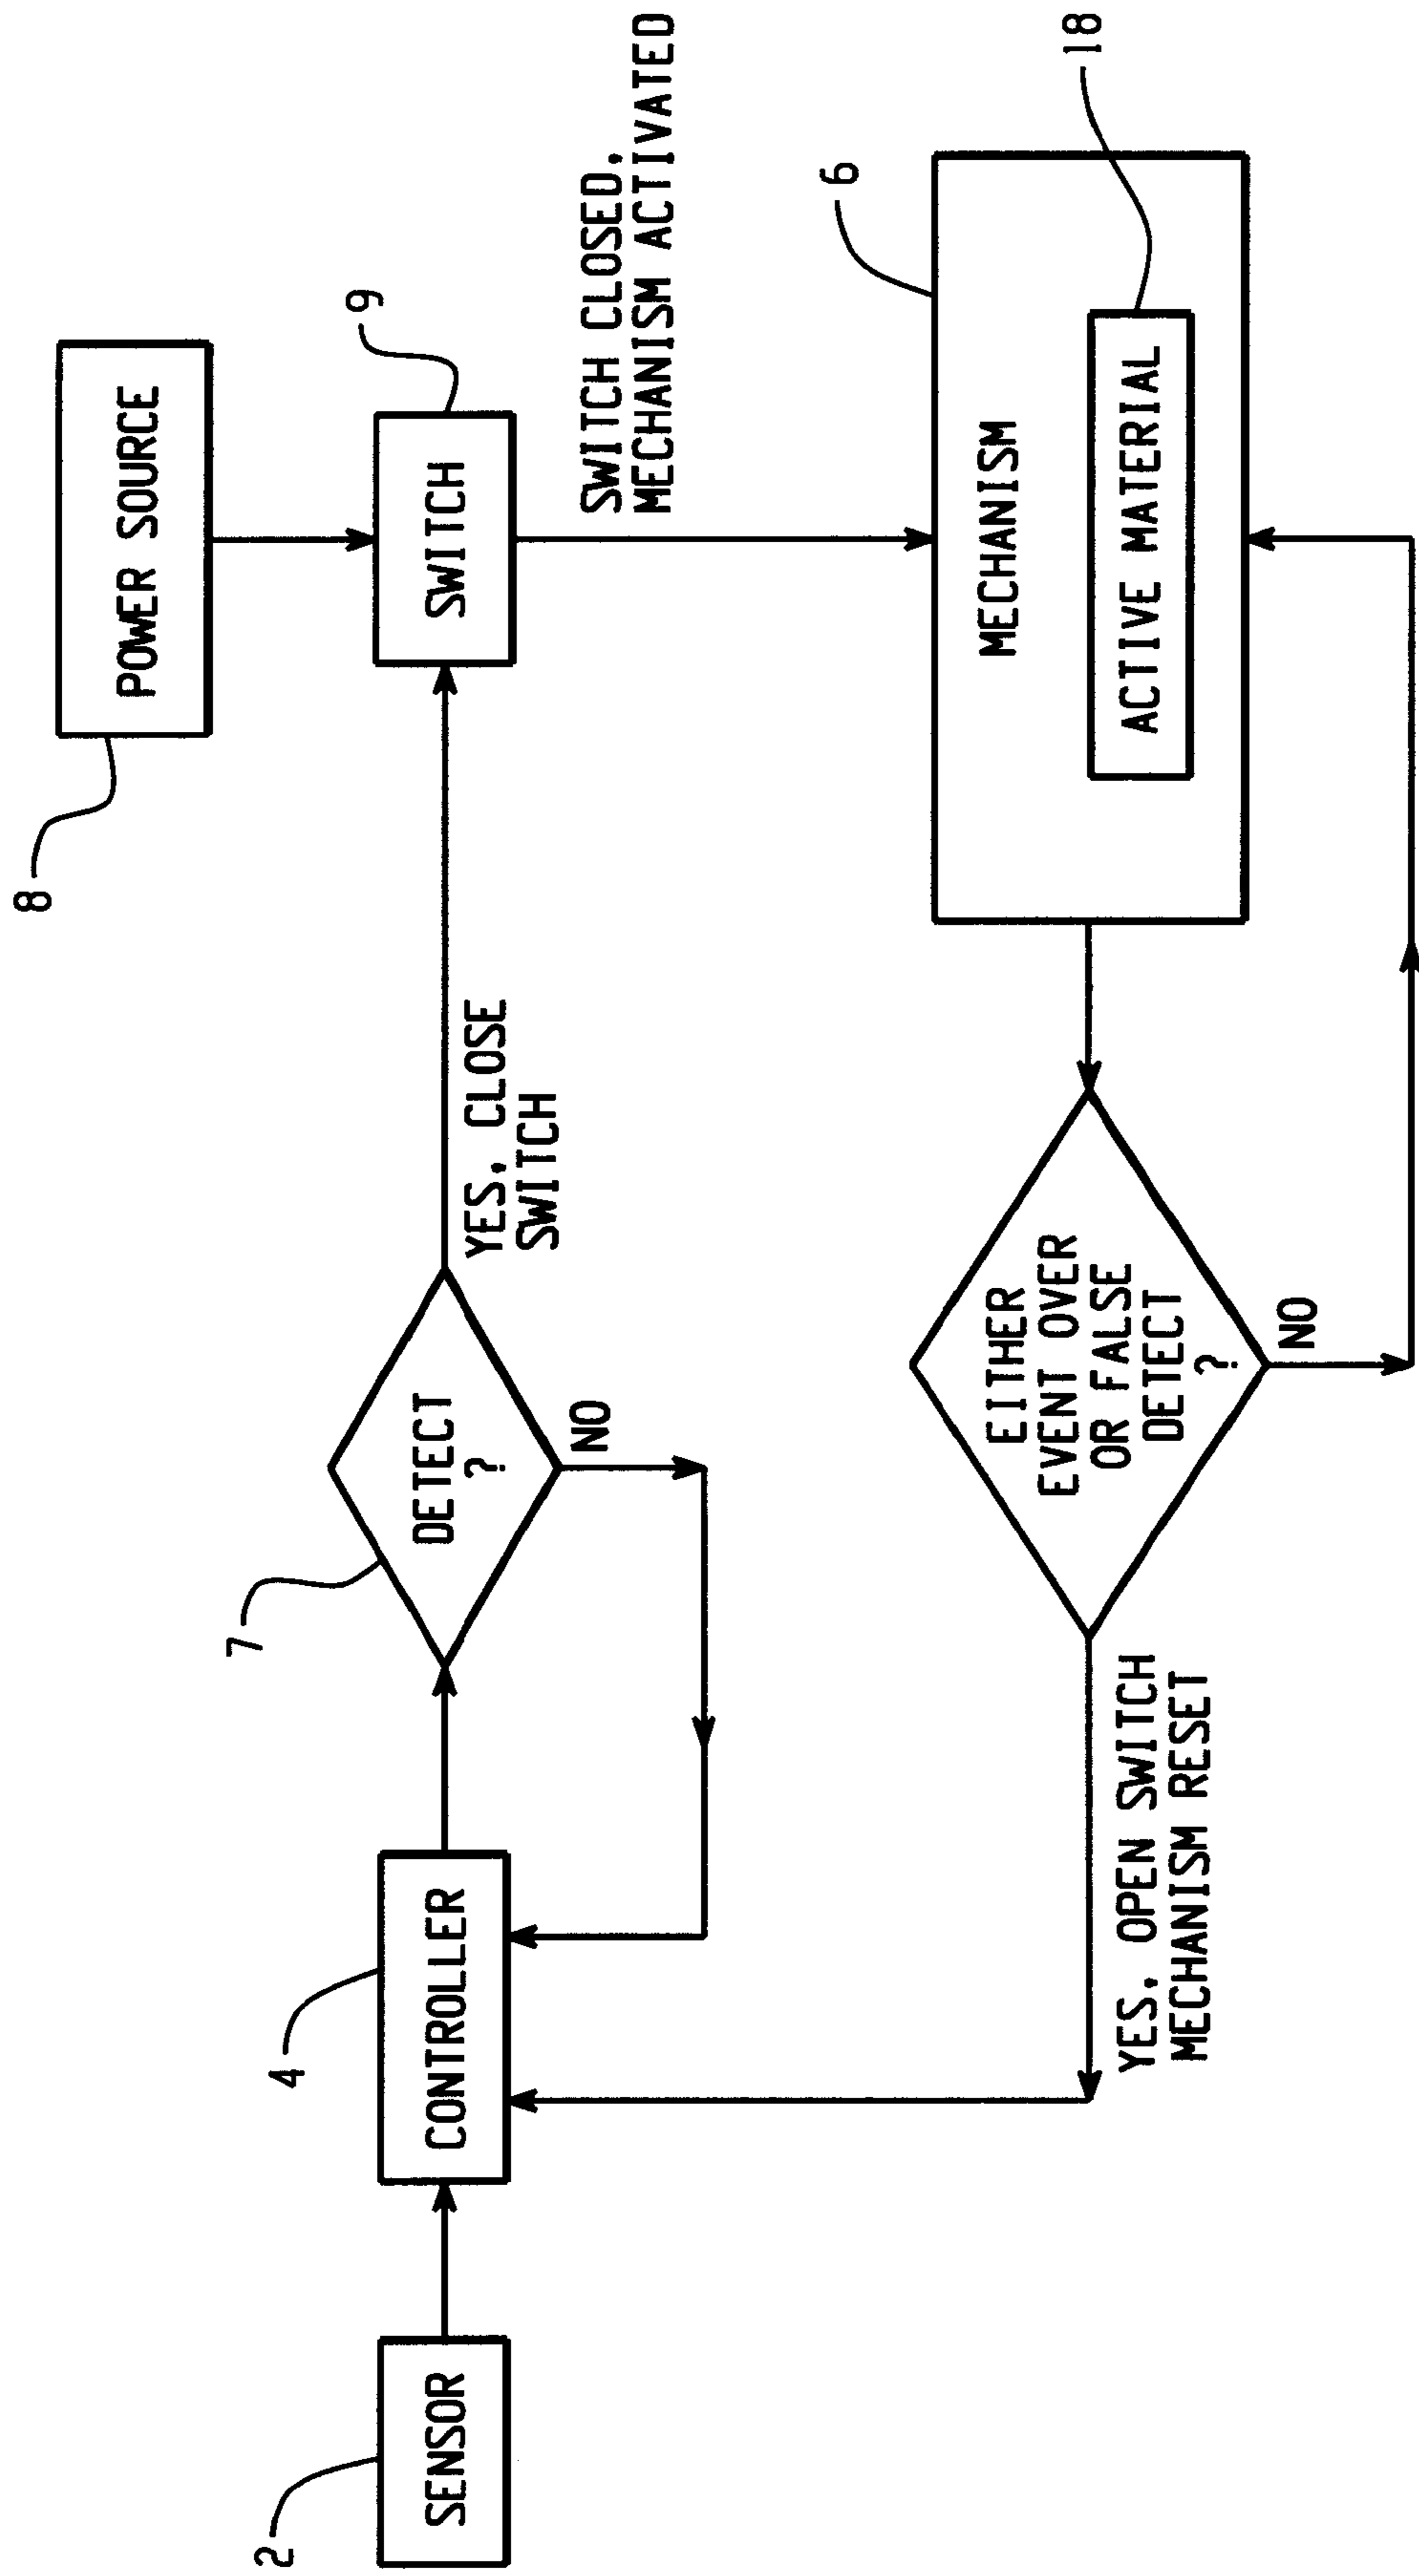 8
POWER SOURCE
9
7
2
SENSOR
4
CONTROLLER
DETECT
?
YES, CLOSE
SWITCH
NO
SWITCH
SWITCH CLOSED,
MECHANISM ACTIVATED
6
MECHANISM
ACTIVE MATERIAL
18
EITHER
EVENT OVER
OR FALSE
DETECT
?
NO
YES, OPEN SWITCH
MECHANISM RESET